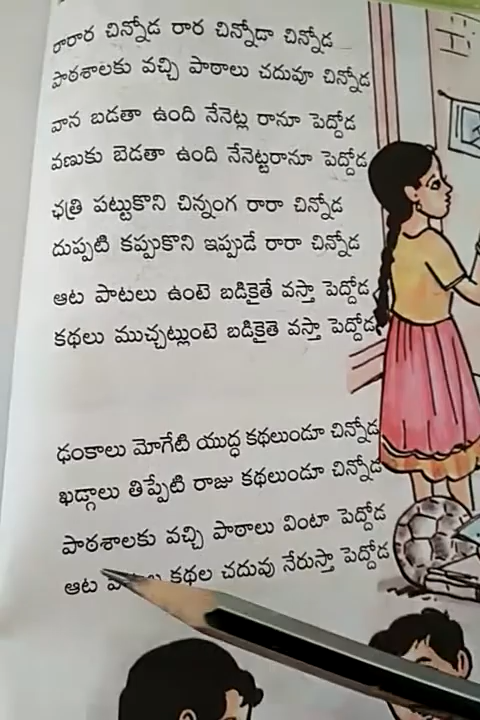 రారార చిన్నోడ రార చిన్నోడా చిన్నోడ
పాఠశాలకు వచ్చి పాఠాలు చదువూ చిన్నోడ
వాన బడతా ఉంది నేనెట్ల రానూ పెద్దోడ
వణుకు బెడతా ఉంది నేనెట్టరానూ పెద్దోడ
ఛత్రి పట్టుకొని చిన్నంగ రారా చిన్నోడ
దుప్పటి కప్పుకొని ఇప్పుడే రారా చిన్నోడ
ఆట పాటలు ఉంటె బడికైతే వస్తా పెద్దోడ
కథలు ముచ్చట్లుంటె బడికైతె వస్తా పెద్దోడ
ఢంకాలు మోగేటి యుద్ధ కథలుండూ చిన్నోడ
ఖడ్గాలు తిప్పేటి రాజు కథలుండూ చిన్నోడ
పాఠశాలకు వచ్చి పాఠాలు వింటా పెద్దోడ
ఆట కథల చదువు నేరుస్తా పెద్దోడ